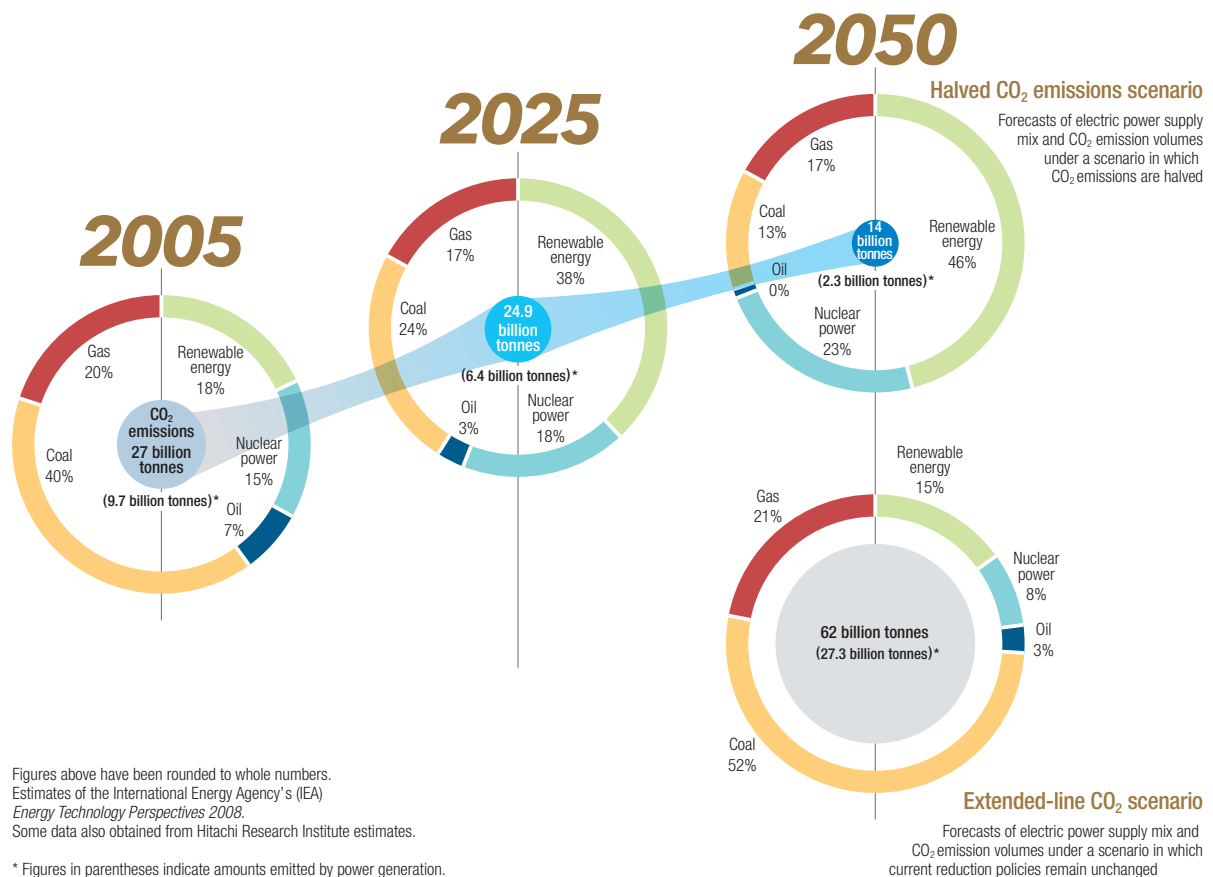 2005
Gas
20%
Renewable
energy
18%
CO2
emissions
27 billion
tonnes
Coal
40%
Nuclear
power
15%
(9.7 billion tonnes)*
Oil
7%
2025
Gas
17%
Renewable
energy
38%
Coal
24%
24.9
billion
tonnes
(6.4 billion tonnes)*
Oil
3%
Nuclear
power
18%
2050
Halved CO2 emissions scenario
Forecasts of electric power supply
mix and CO2 emission volumes
under a scenario in which
CO2 emissions are halved
Gas
17%
Coal
13%
14
billion
tonnes
Renewable
energy
46%
Oil
0%
(2.3 billion tonnes)*
Nuclear
power
23%
Renewable
energy
15%
Gas
21%
Nuclear
power
8%
Oil
3%
62 billion tonnes
(27.3 billion tonnes)*
Coal
52%
Extended-line CO2 scenario
Forecasts of electric power supply mix and
CO2 emission volumes under a scenario in which
current reduction policies remain unchanged
Figures above have been rounded to whole numbers.
Estimates of the International Energy Agency's (IEA)
Energy Technology Perspectives 2008.
Some data also obtained from Hitachi Research Institute estimates.
* Figures in parentheses indicate amounts emitted by power generation.